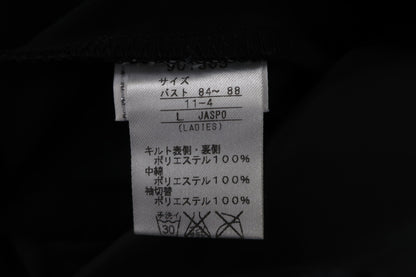 サイズ
バスト 84～ 88
11-4
L JASPO
(LADIES)
キルト表側・裏側
ポリエステル100%
中綿
ポリエステル100%
袖切替
ポリエステル100%
30